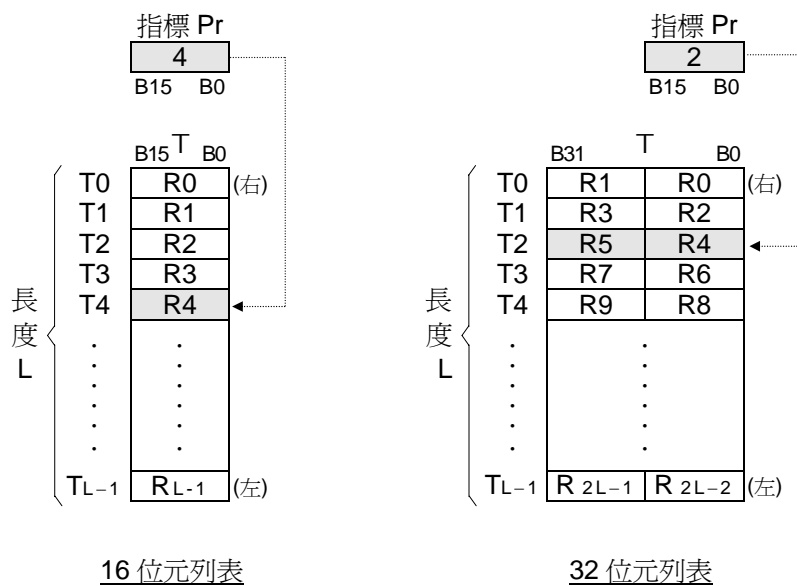 指標 Pr
4
B15 B0
B15 T B0
T0 R0 (右)
T1 R1
T2 R2
T3 R3
T4 R4
長度 L
TL−1 RL-1 (左)
16 位元列表
指標 Pr
2
B15 B0
B31 T B0
T0 R1 R0 (右)
T1 R3 R2
T2 R5 R4
T3 R7 R6
T4 R9 R8
長度 L
TL−1 R 2L−1 R 2L−2 (左)
32 位元列表